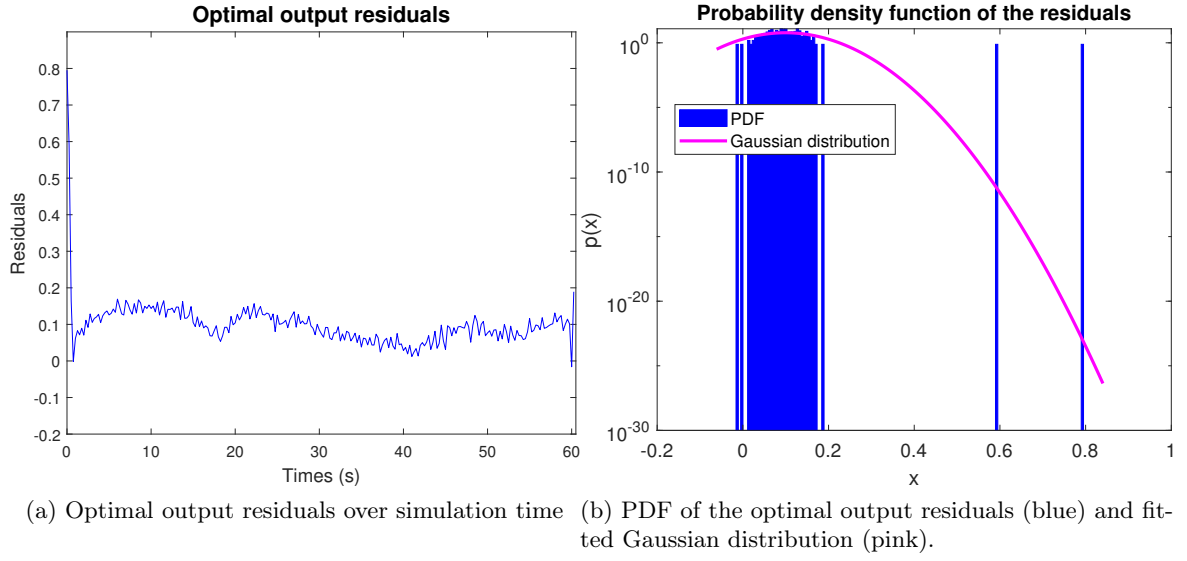 Optimal output residuals
0.8
0.7
0.6
0.5
0.4
0.3
0.2
0.1
0
-0.1
-0.2
Residuals
0
10
20
30
40
50
60
Times (s)
(a) Optimal output residuals over simulation time
Probability density function of the residuals
10^0
10^-10
10^-20
10^-30
p(x)
PDF
Gaussian distribution
-0.2
0
0.2
0.4
0.6
0.8
1
x
(b) PDF of the optimal output residuals (blue) and fit-
ted Gaussian distribution (pink).